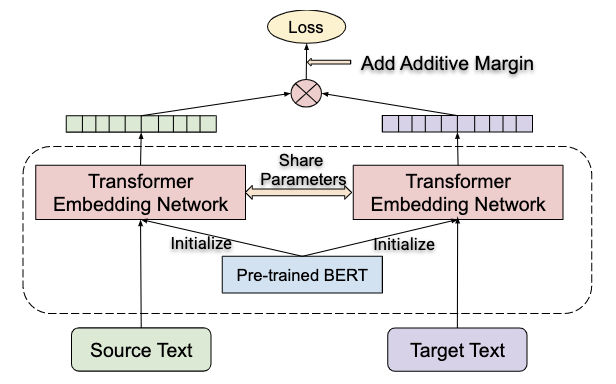 Loss
Add Additive Margin
Transformer
Embedding Network
Share
Parameters
Transformer
Embedding Network
Initialize
Initialize
Pre-trained BERT
Source Text
Target Text